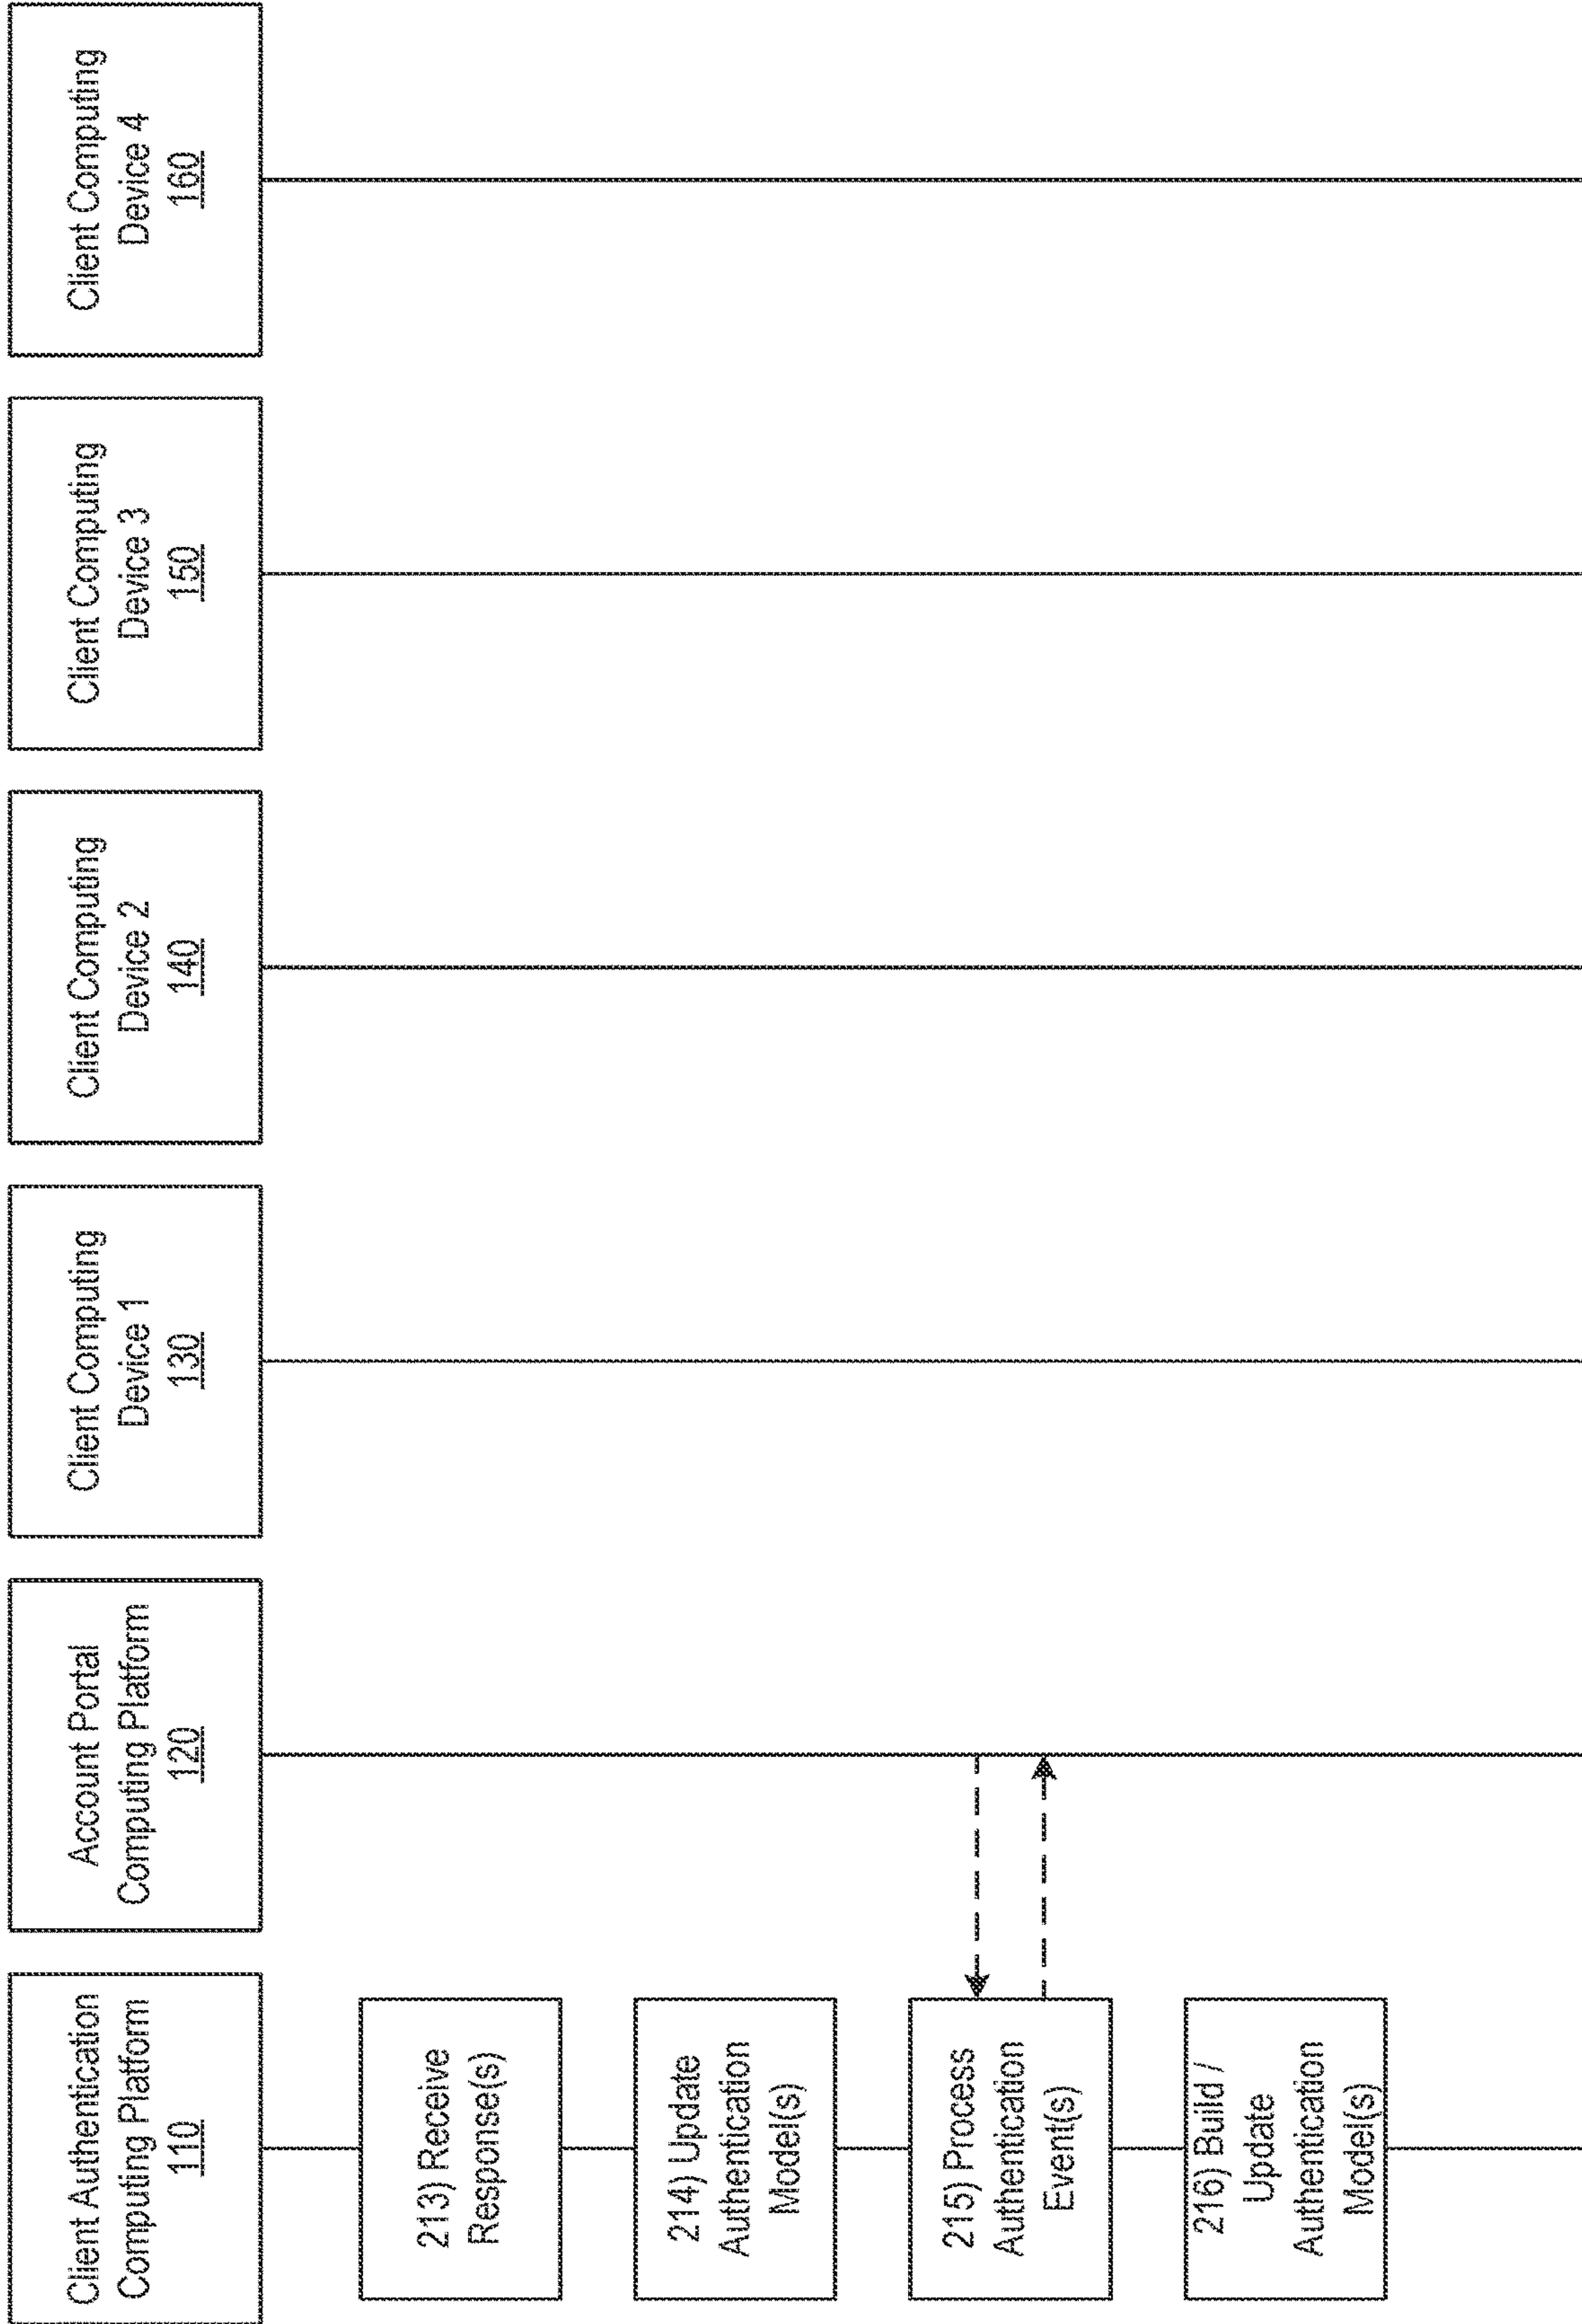 Client Authentication
Computing Platform
110
Account Portal
Computing Platform
120
Client Computing
Device 1
130
Client Computing
Device 2
140
Client Computing
Device 3
150
Client Computing
Device 4
160
213) Receive
Response(s)
214) Update
Authentication
Model(s)
215) Process
Authentication
Event(s)
216) Build /
Update
Authentication
Model(s)